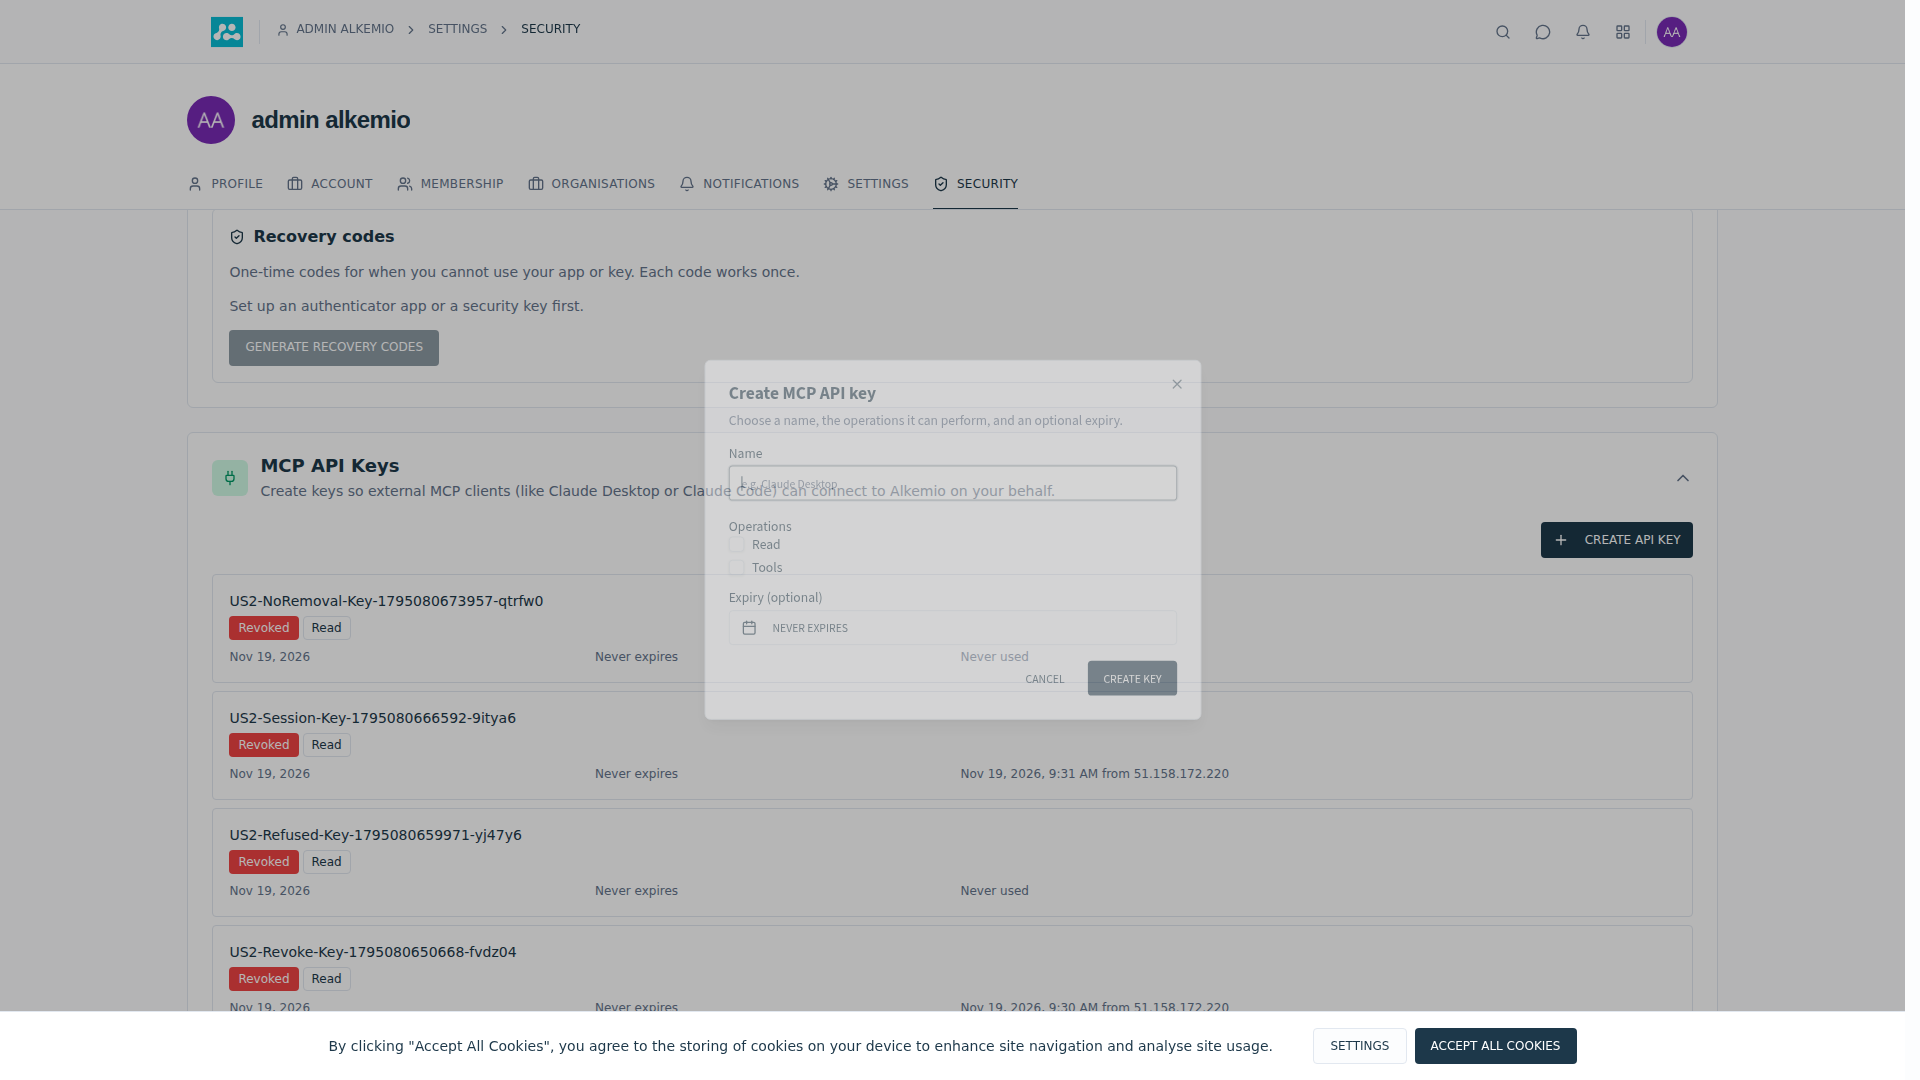 ADMIN ALKEMIO > SETTINGS > SECURITY
AA
AA
admin alkemio
PROFILE ACCOUNT MEMBERSHIP ORGANISATIONS NOTIFICATIONS SETTINGS SECURITY
Recovery codes
One-time codes for when you cannot use your app or key. Each code works once.
Set up an authenticator app or a security key first.
GENERATE RECOVERY CODES
MCP API Keys
Create keys so external MCP clients (like Claude Desktop or Claude Code) can connect to Alkemio on your behalf.
CREATE API KEY
Create MCP API key
Choose a name, the operations it can perform, and an optional expiry.
Name
e.g. Claude Desktop
Operations
Read
Tools
Expiry (optional)
NEVER EXPIRES
CANCEL
CREATE KEY
US2-NoRemoval-Key-1795080673957-qtrfw0
Revoked Read
Nov 19, 2026 Never expires Never used
US2-Session-Key-1795080666592-9itya6
Revoked Read
Nov 19, 2026 Never expires Nov 19, 2026, 9:31 AM from 51.158.172.220
US2-Refused-Key-1795080659971-yj47y6
Revoked Read
Nov 19, 2026 Never expires Never used
US2-Revoke-Key-1795080650668-fvdz04
Revoked Read
Nov 19, 2026 Never expires Nov 19, 2026, 9:30 AM from 51.158.172.220
By clicking "Accept All Cookies", you agree to the storing of cookies on your device to enhance site navigation and analyse site usage.
SETTINGS
ACCEPT ALL COOKIES